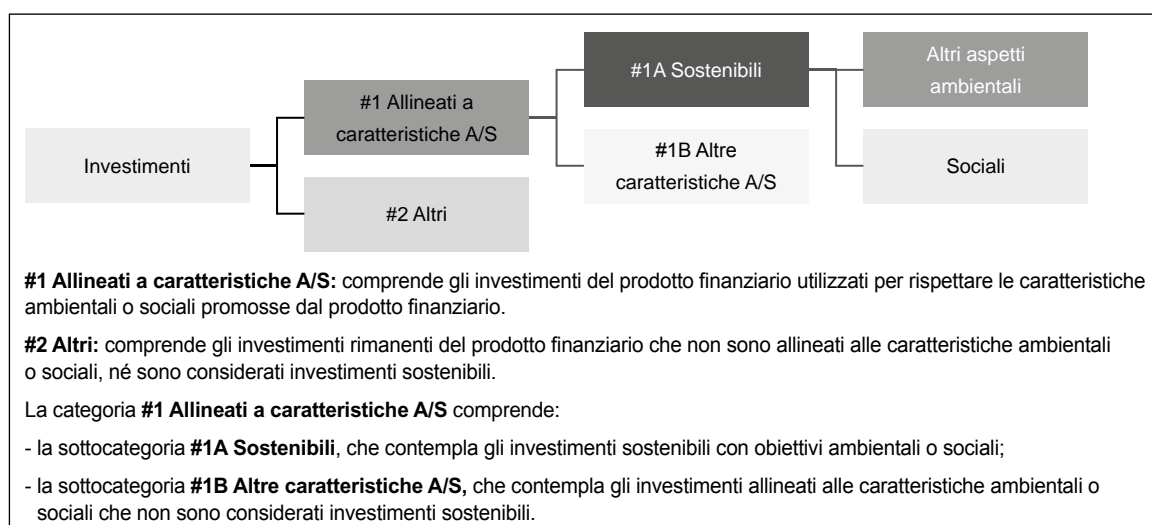 #1A Sostenibili
Altri aspetti
ambientali
#1 Allineati a
caratteristiche A/S
Investimenti
#1B Altre
caratteristiche A/S
Sociali
#2 Altri
#1 Allineati a caratteristiche A/S: comprende gli investimenti del prodotto finanziario utilizzati per rispettare le caratteristiche
ambientali o sociali promosse dal prodotto finanziario.
#2 Altri: comprende gli investimenti rimanenti del prodotto finanziario che non sono allineati alle caratteristiche ambientali
o sociali, né sono considerati investimenti sostenibili.
La categoria #1 Allineati a caratteristiche A/S comprende:
- la sottocategoria #1A Sostenibili, che contempla gli investimenti sostenibili con obiettivi ambientali o sociali;
- la sottocategoria #1B Altre caratteristiche A/S, che contempla gli investimenti allineati alle caratteristiche ambientali o
sociali che non sono considerati investimenti sostenibili.